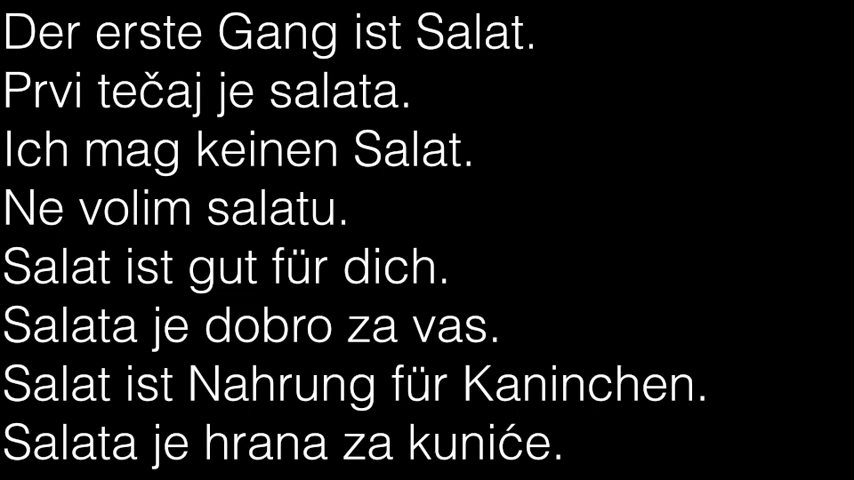 Der erste Gang ist Salat.
Prvi tečaj je salata.
Ich mag keinen Salat.
Ne volim salatu.
Salat ist gut für dich.
Salata je dobro za vas.
Salat ist Nahrung für Kaninchen.
Salata je hrana za kuniće.